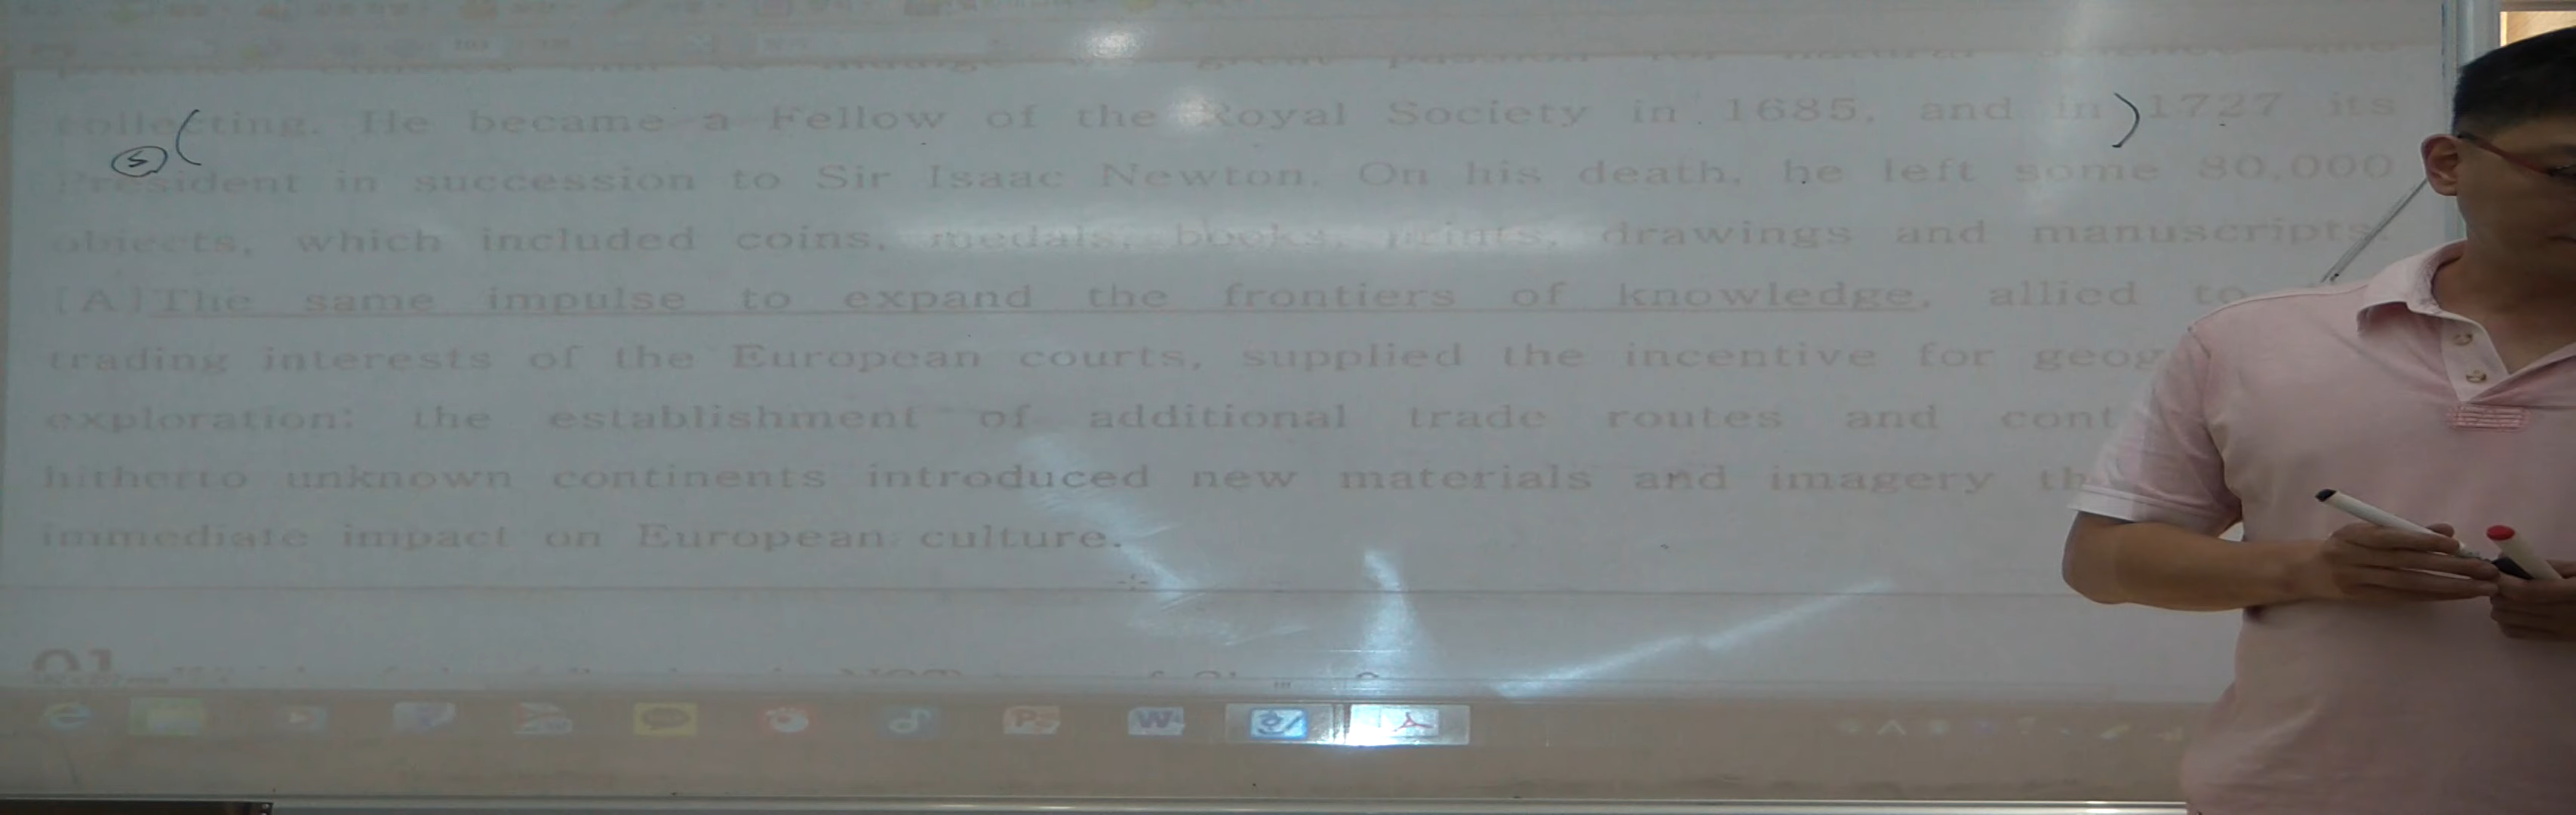 collecting. He became a Fellow of the Royal Society in 1685, and in 1727 its
⑤ ( )
President in succession to Sir Isaac Newton. On his death, he left some 80,000
objects, which included coins, medals, books, prints, drawings and manuscripts.
[A]The same impulse to expand the frontiers of knowledge, allied to
trading interests of the European courts, supplied the incentive for geog
exploration: the establishment of additional trade routes and cont
hitherto unknown continents introduced new materials and imagery th
immediate impact on European culture.
01